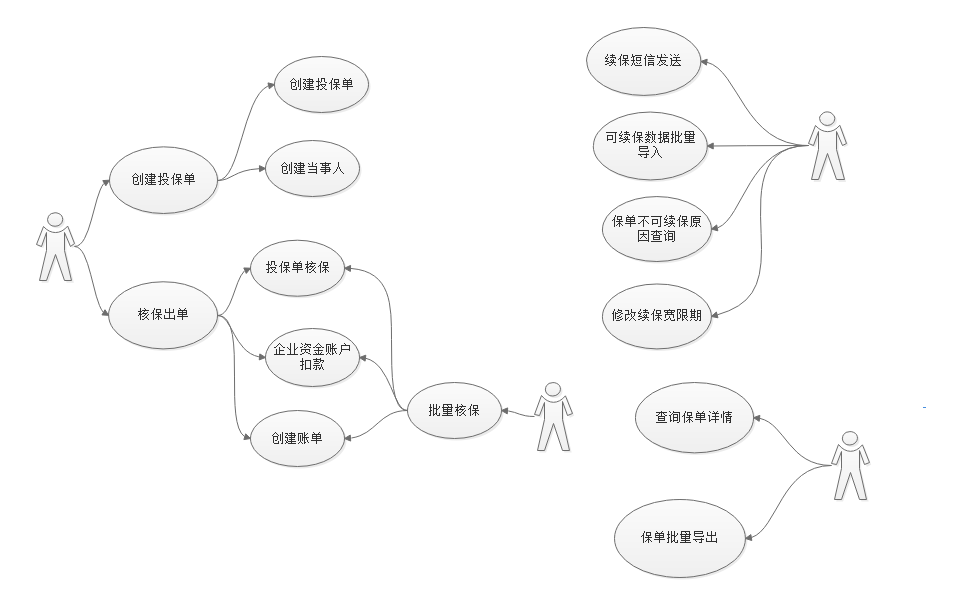 续保短信发送
创建投保单
可续保数据批量
导入
创建当事人
创建投保单
保单不可续保原
因查询
投保单核保
核保出单
修改续保宽限期
企业资金账户
扣款
批量核保
查询保单详情
创建账单
保单批量导出